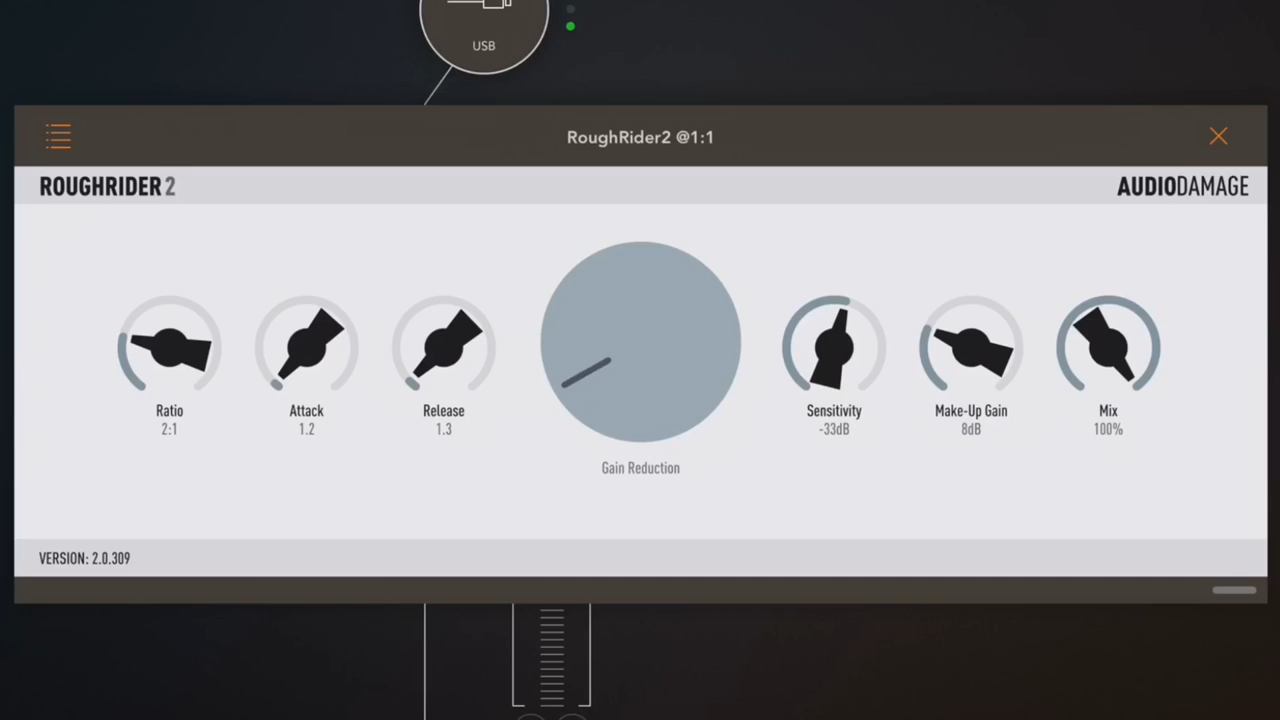 USB
RoughRider2 @1:1
ROUGHRIDER 2
AUDIODAMAGE
Ratio
2:1
Attack
1.2
Release
1.3
Gain Reduction
Sensitivity
-33dB
Make-Up Gain
8dB
Mix
100%
VERSION: 2.0.309